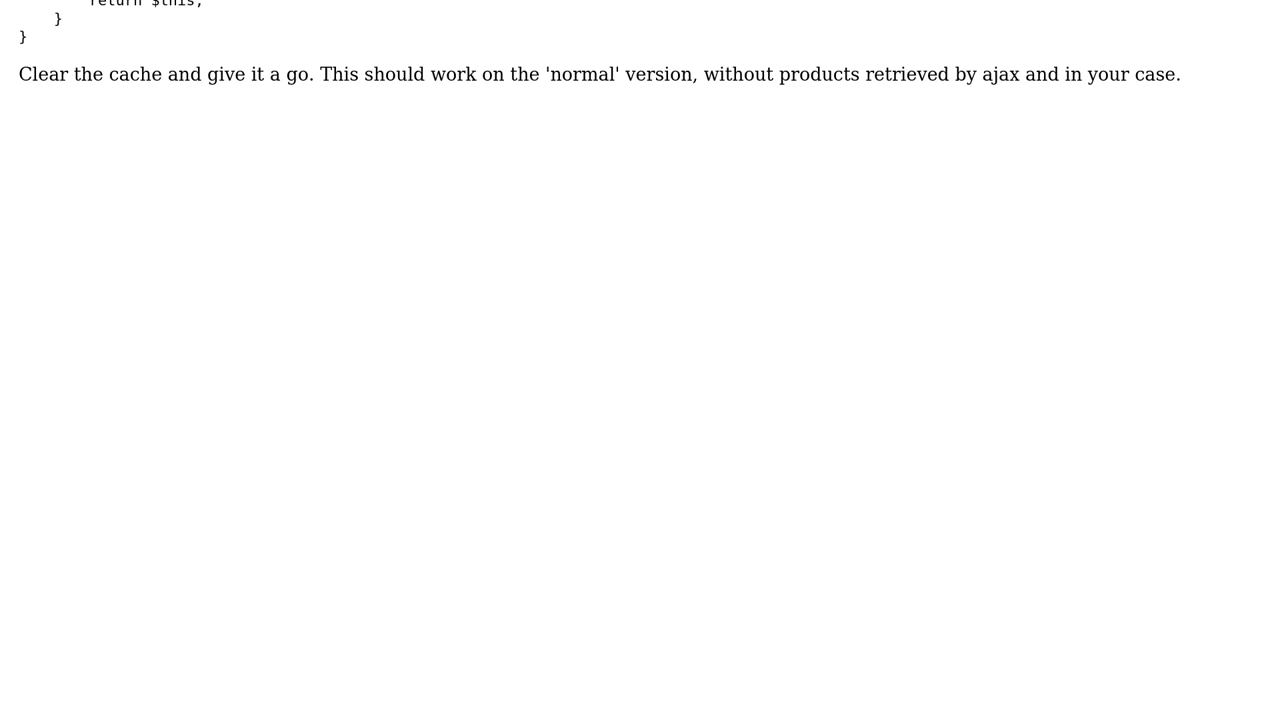 return $this;
    }
}
Clear the cache and give it a go. This should work on the 'normal' version, without products retrieved by ajax and in your case.